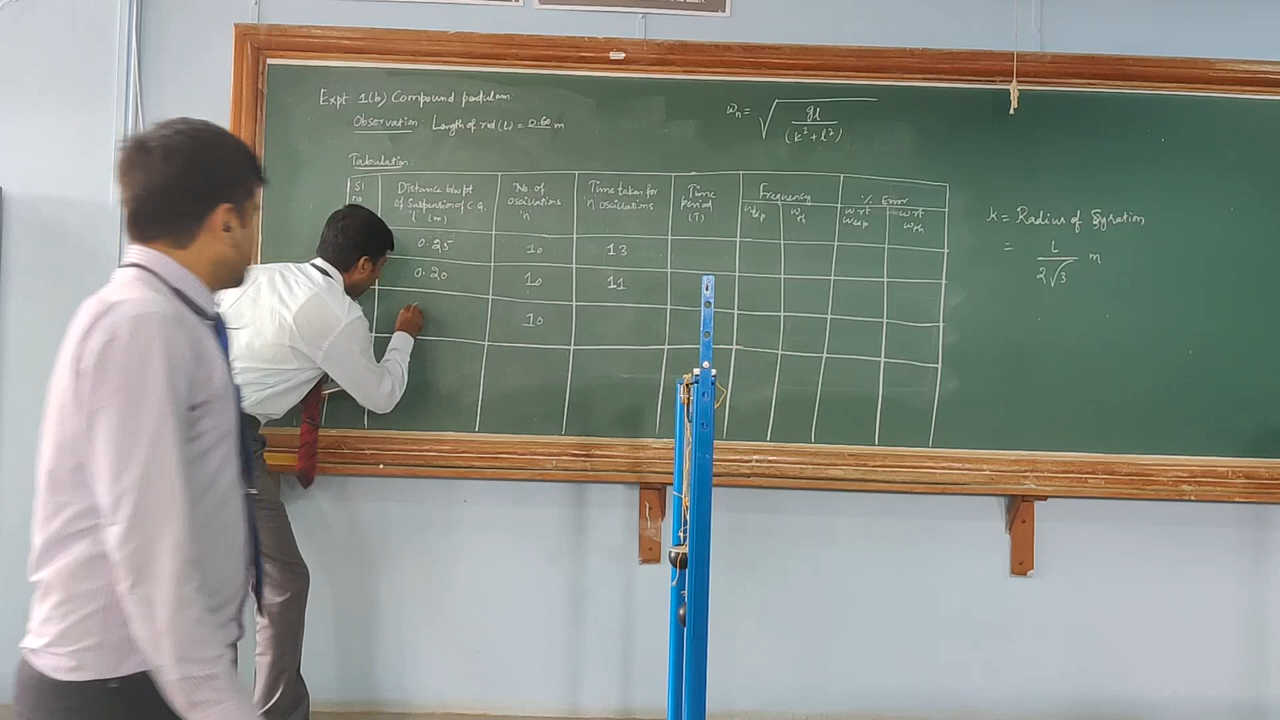 Expt 1(b) Compound pendulum
Observation: Length of rod (L) = 0.60 m
ωn = √ gl / (k² + l²)
Tabulation:
Sl no
Distance b/w pt of Suspension & C.G. 'l' (m)
No. of oscillations 'n'
Time taken for 'n' oscillations
Time period (T)
Frequency
% Error
ωexp
ωth
w rt ωexp
w rt ωth
0.25 10 13
0.20 10 11
10
k = Radius of Gyration
= L / 2√3 m